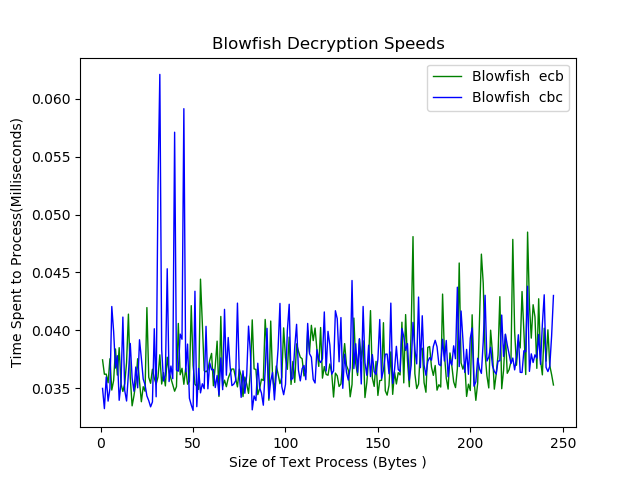 Blowfish Decryption Speeds
Blowfish  ecb
Blowfish  cbc
Time Spent to Process(Milliseconds)
0.060
0.055
0.050
0.045
0.040
0.035
0 50 100 150 200 250
Size of Text Process (Bytes )